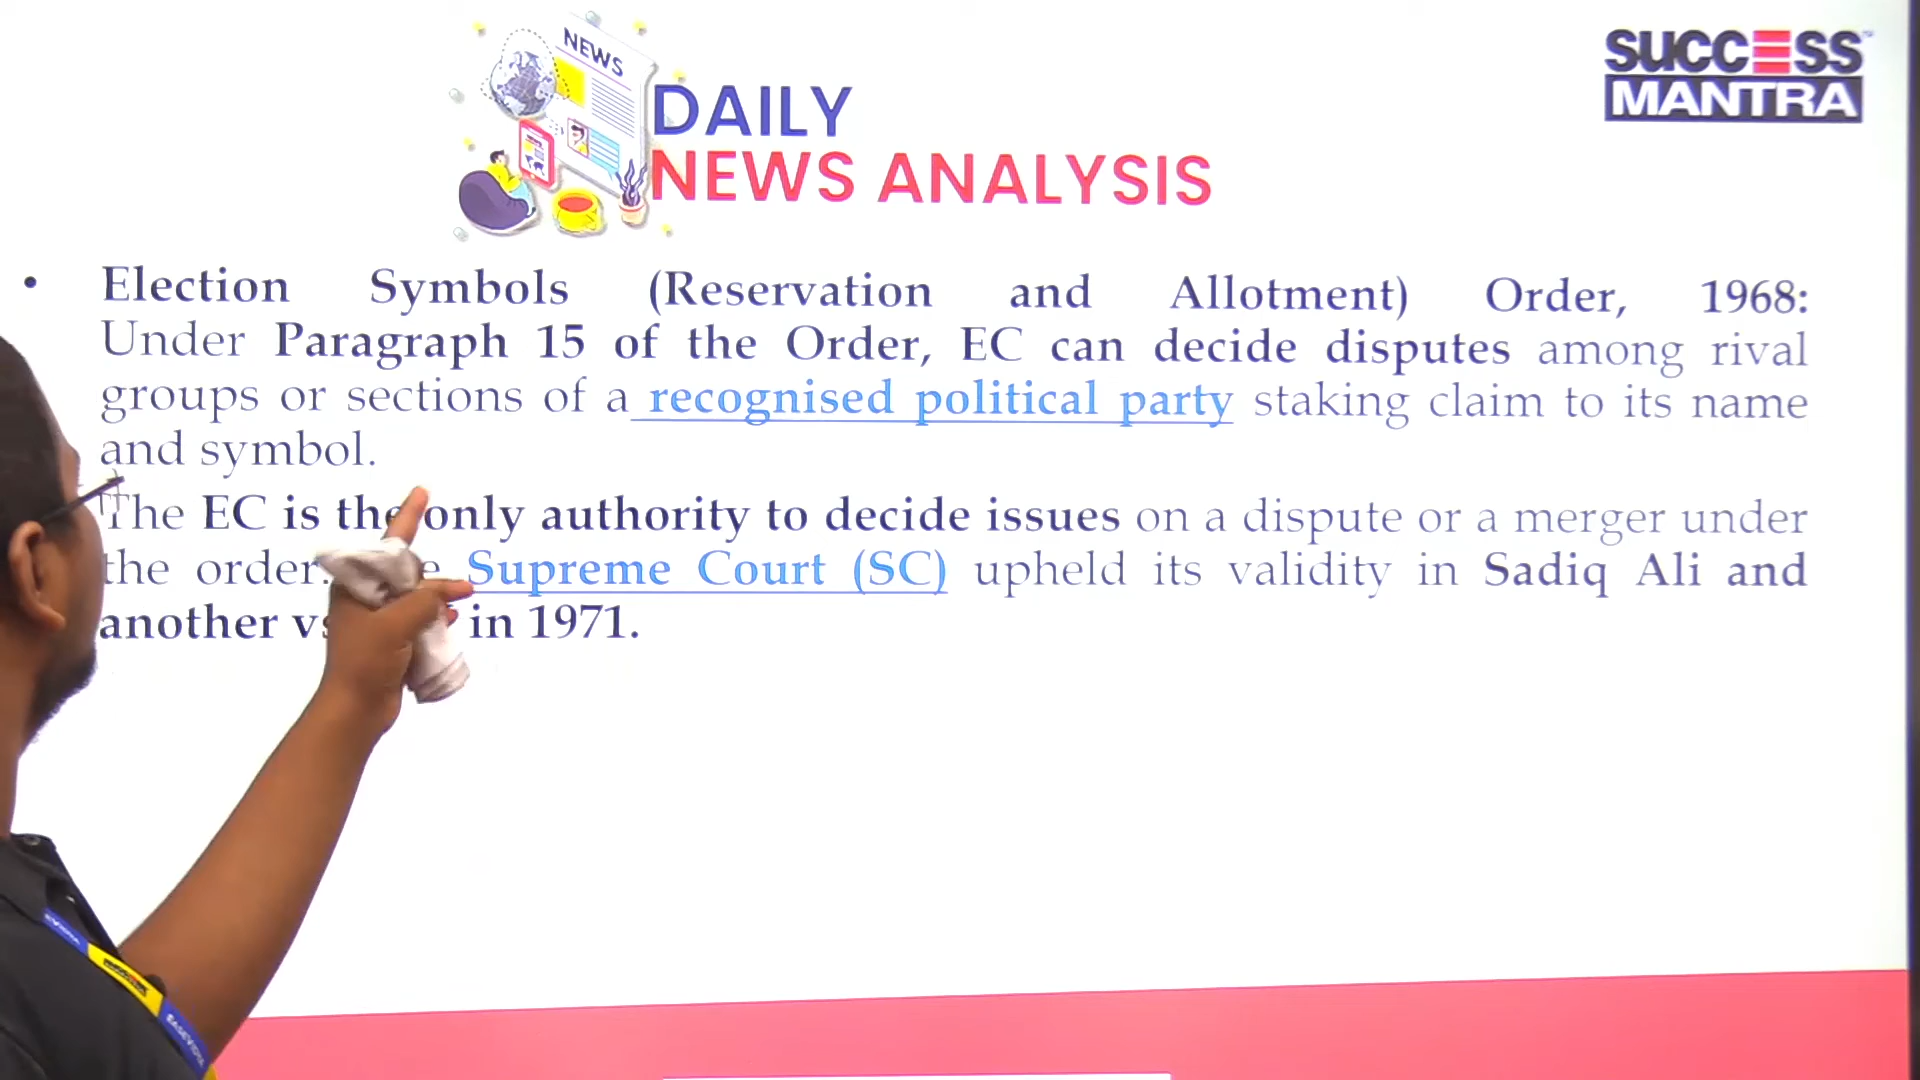 NEWS
DAILY
NEWS ANALYSIS
SUCCESS
MANTRA
• Election Symbols (Reservation and Allotment) Order, 1968:
Under Paragraph 15 of the Order, EC can decide disputes among rival
groups or sections of a recognised political party staking claim to its name
and symbol.
The EC is the only authority to decide issues on a dispute or a merger under
the order. Supreme Court (SC) upheld its validity in Sadiq Ali and
another in 1971.